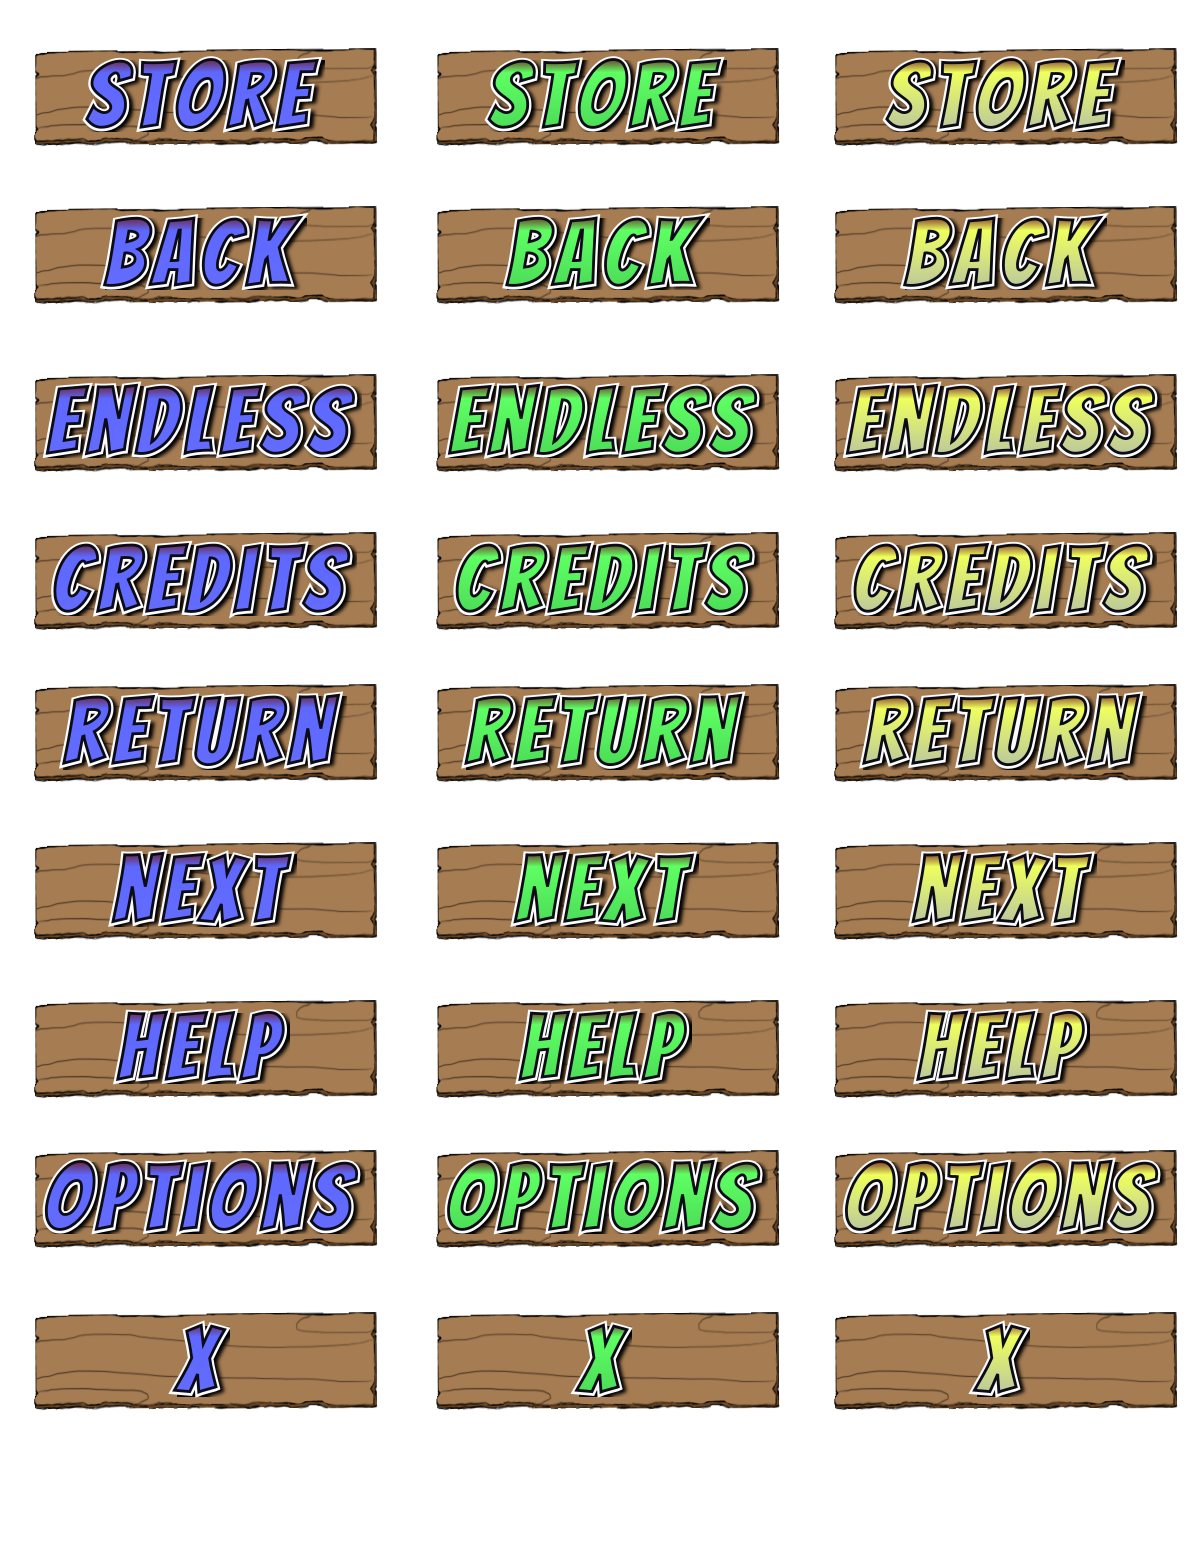 STORE STORE STORE
BACK BACK BACK
ENDLESS ENDLESS ENDLESS
CREDITS CREDITS CREDITS
RETURN RETURN RETURN
NEXT NEXT NEXT
HELP HELP HELP
OPTIONS OPTIONS OPTIONS
X X X